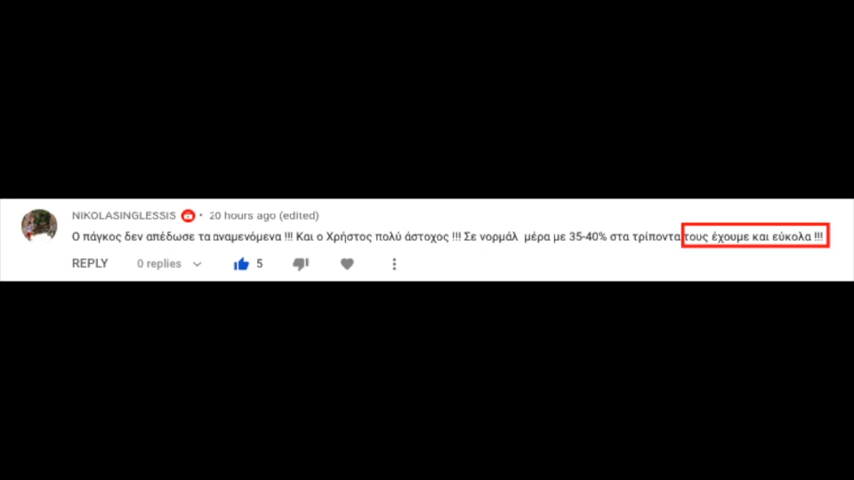 NIKOLASINGLESSIS • 20 hours ago (edited)
Ο πάγκος δεν απέδωσε τα αναμενόμενα !!! Και ο Χρήστος πολύ άστοχος !!! Σε νορμάλ μέρα με 35-40% στα τρίποντα τους έχουμε και εύκολα !!!
REPLY 0 replies 5